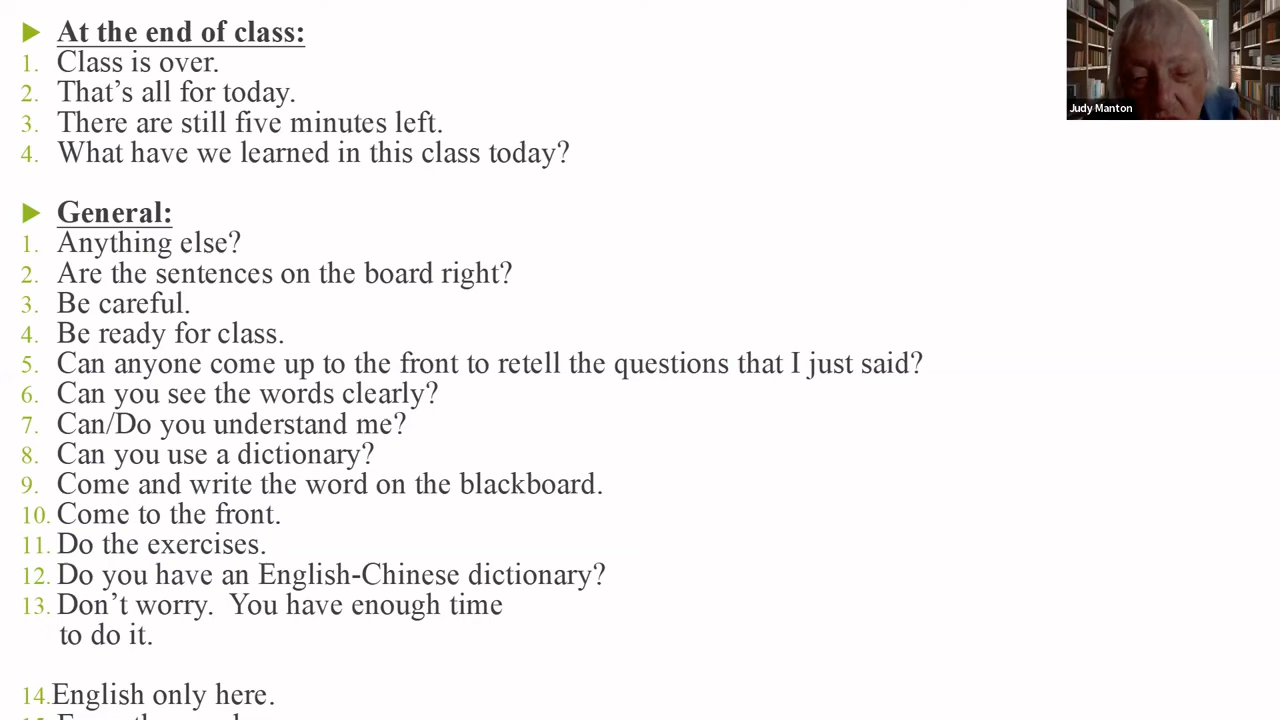 ▶ At the end of class:
1. Class is over.
2. That’s all for today.
3. There are still five minutes left.
4. What have we learned in this class today?
▶ General:
1. Anything else?
2. Are the sentences on the board right?
3. Be careful.
4. Be ready for class.
5. Can anyone come up to the front to retell the questions that I just said?
6. Can you see the words clearly?
7. Can/Do you understand me?
8. Can you use a dictionary?
9. Come and write the word on the blackboard.
10. Come to the front.
11. Do the exercises.
12. Do you have an English-Chinese dictionary?
13. Don’t worry.  You have enough time
to do it.
14. English only here.
Judy Manton